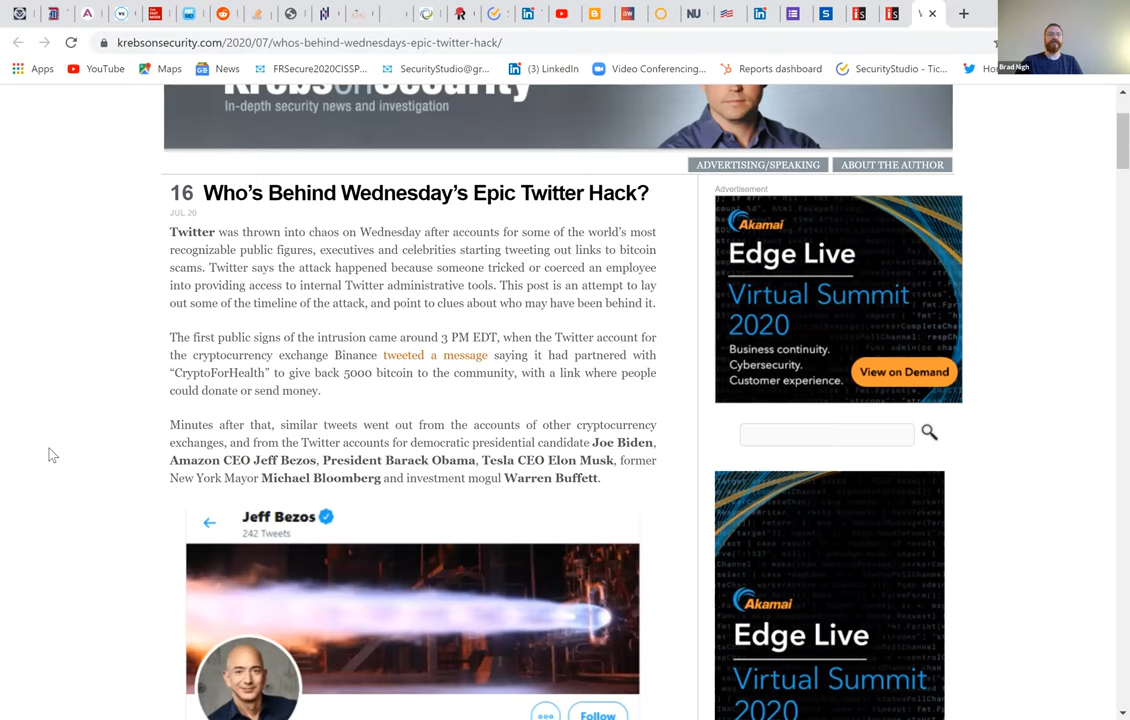 krebsonsecurity.com/2020/07/whos-behind-wednesdays-epic-twitter-hack/
Apps YouTube Maps News FRSecure2020CISSP... SecurityStudio@gr... (3) LinkedIn Video Conferencing... Reports dashboard SecurityStudio - Tic...
Brad Nigh
KrebsonSecurity
In-depth security news and investigation
ADVERTISING/SPEAKING ABOUT THE AUTHOR
16 Who's Behind Wednesday's Epic Twitter Hack?
JUL 20
Twitter was thrown into chaos on Wednesday after accounts for some of the world's most
recognizable public figures, executives and celebrities starting tweeting out links to bitcoin
scams. Twitter says the attack happened because someone tricked or coerced an employee
into providing access to internal Twitter administrative tools. This post is an attempt to lay
out some of the timeline of the attack, and point to clues about who may have been behind it.
The first public signs of the intrusion came around 3 PM EDT, when the Twitter account for
the cryptocurrency exchange Binance tweeted a message saying it had partnered with
“CryptoForHealth” to give back 5000 bitcoin to the community, with a link where people
could donate or send money.
Minutes after that, similar tweets went out from the accounts of other cryptocurrency
exchanges, and from the Twitter accounts for democratic presidential candidate Joe Biden,
Amazon CEO Jeff Bezos, President Barack Obama, Tesla CEO Elon Musk, former
New York Mayor Michael Bloomberg and investment mogul Warren Buffett.
Jeff Bezos
242 Tweets
Follow
Advertisement
Akamai
Edge Live
Virtual Summit
2020
Business continuity.
Cybersecurity.
Customer experience.
View on Demand
Akamai
Edge Live
Virtual Summit
2020